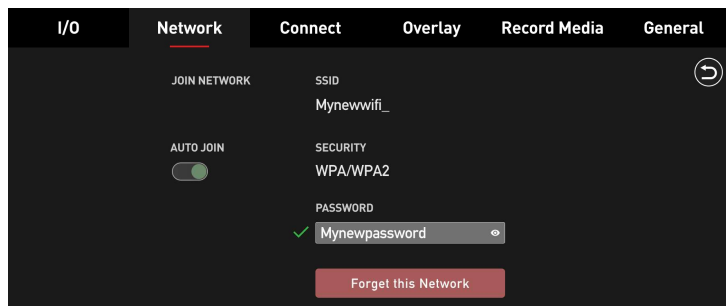 I/O Network Connect Overlay Record Media General
JOIN NETWORK SSID
Mynewwifi_
AUTO JOIN SECURITY
WPA/WPA2
PASSWORD
Mynewpassword
Forget this Network